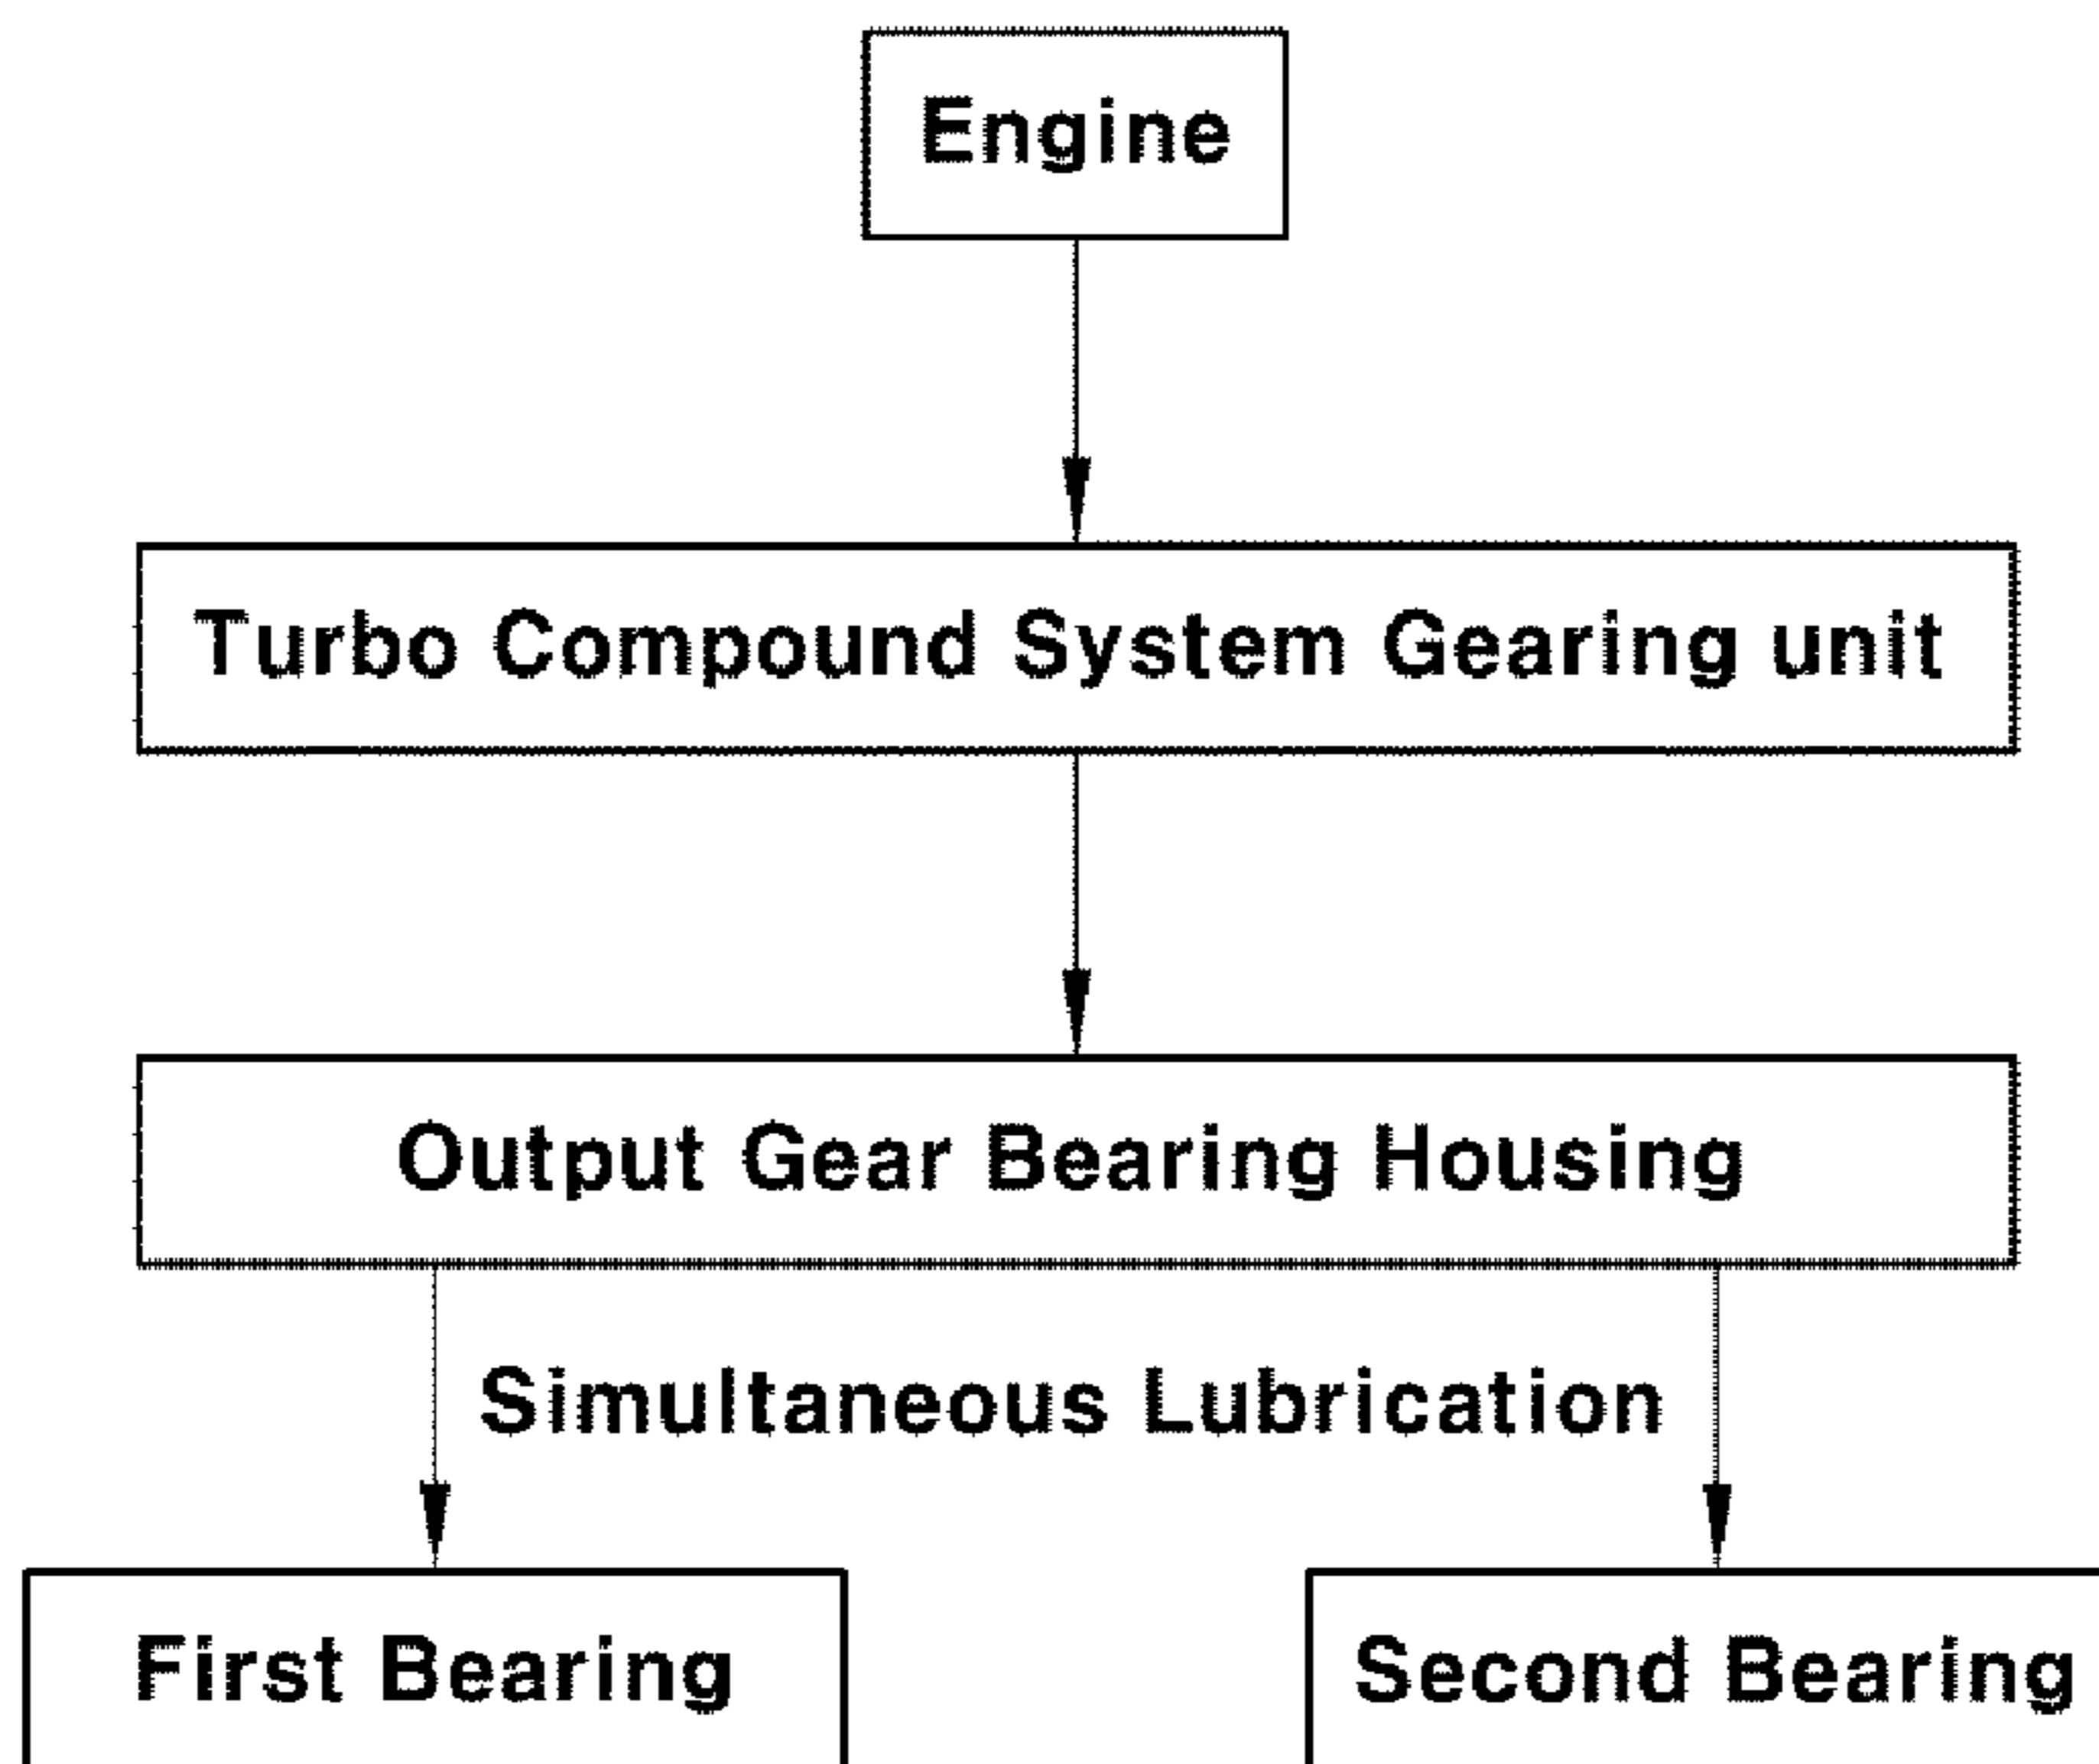 Engine
Turbo Compound System Gearing unit
Output Gear Bearing Housing
Simultaneous Lubrication
First Bearing
Second Bearing